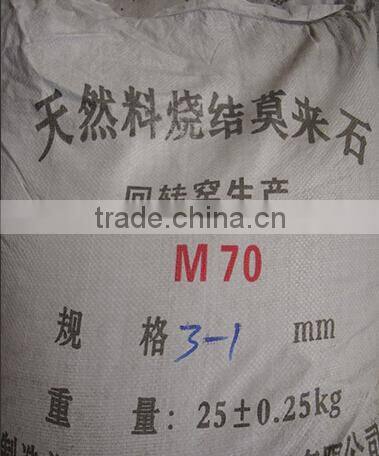 天然料烧结莫来石
回转窑生产
trade.china.cn
M 70
规 格 3-1 mm
重 量: 25±0.25kg